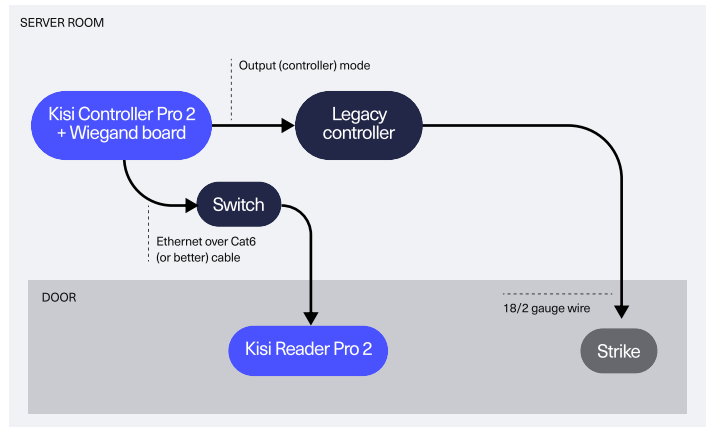 SERVER ROOM
Output (controller) mode
Kisi Controller Pro 2
+ Wiegand board
Legacy
controller
Switch
Ethernet over Cat6
(or better) cable
DOOR
18/2 gauge wire
Kisi Reader Pro 2
Strike